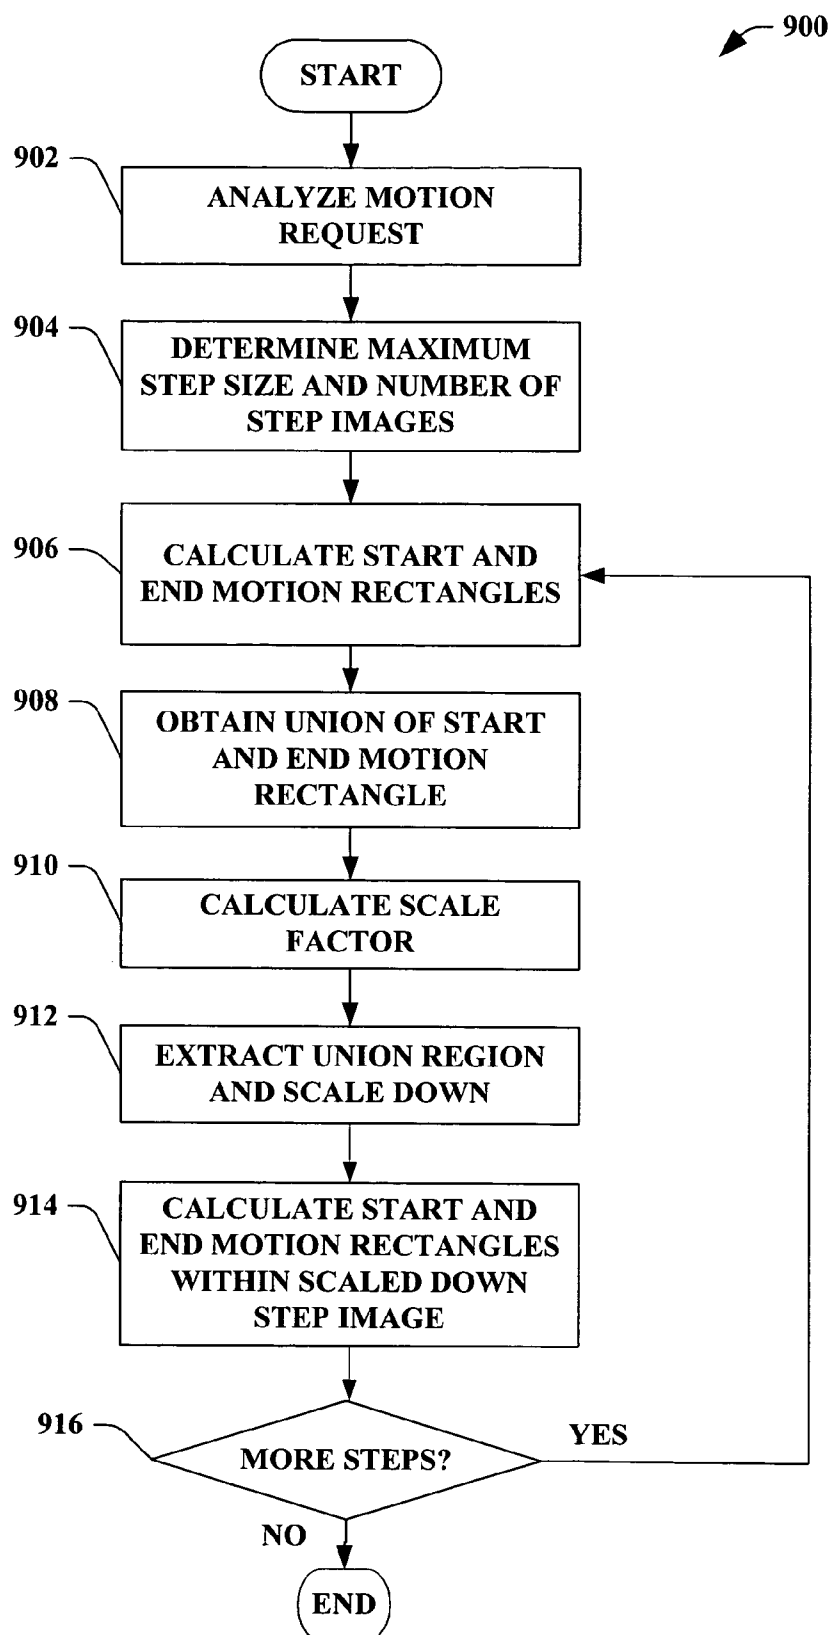 900
START
902
ANALYZE MOTION
REQUEST
904
DETERMINE MAXIMUM
STEP SIZE AND NUMBER OF
STEP IMAGES
906
CALCULATE START AND
END MOTION RECTANGLES
908
OBTAIN UNION OF START
AND END MOTION
RECTANGLE
910
CALCULATE SCALE
FACTOR
912
EXTRACT UNION REGION
AND SCALE DOWN
914
CALCULATE START AND
END MOTION RECTANGLES
WITHIN SCALED DOWN
STEP IMAGE
916
MORE STEPS?
YES
NO
END